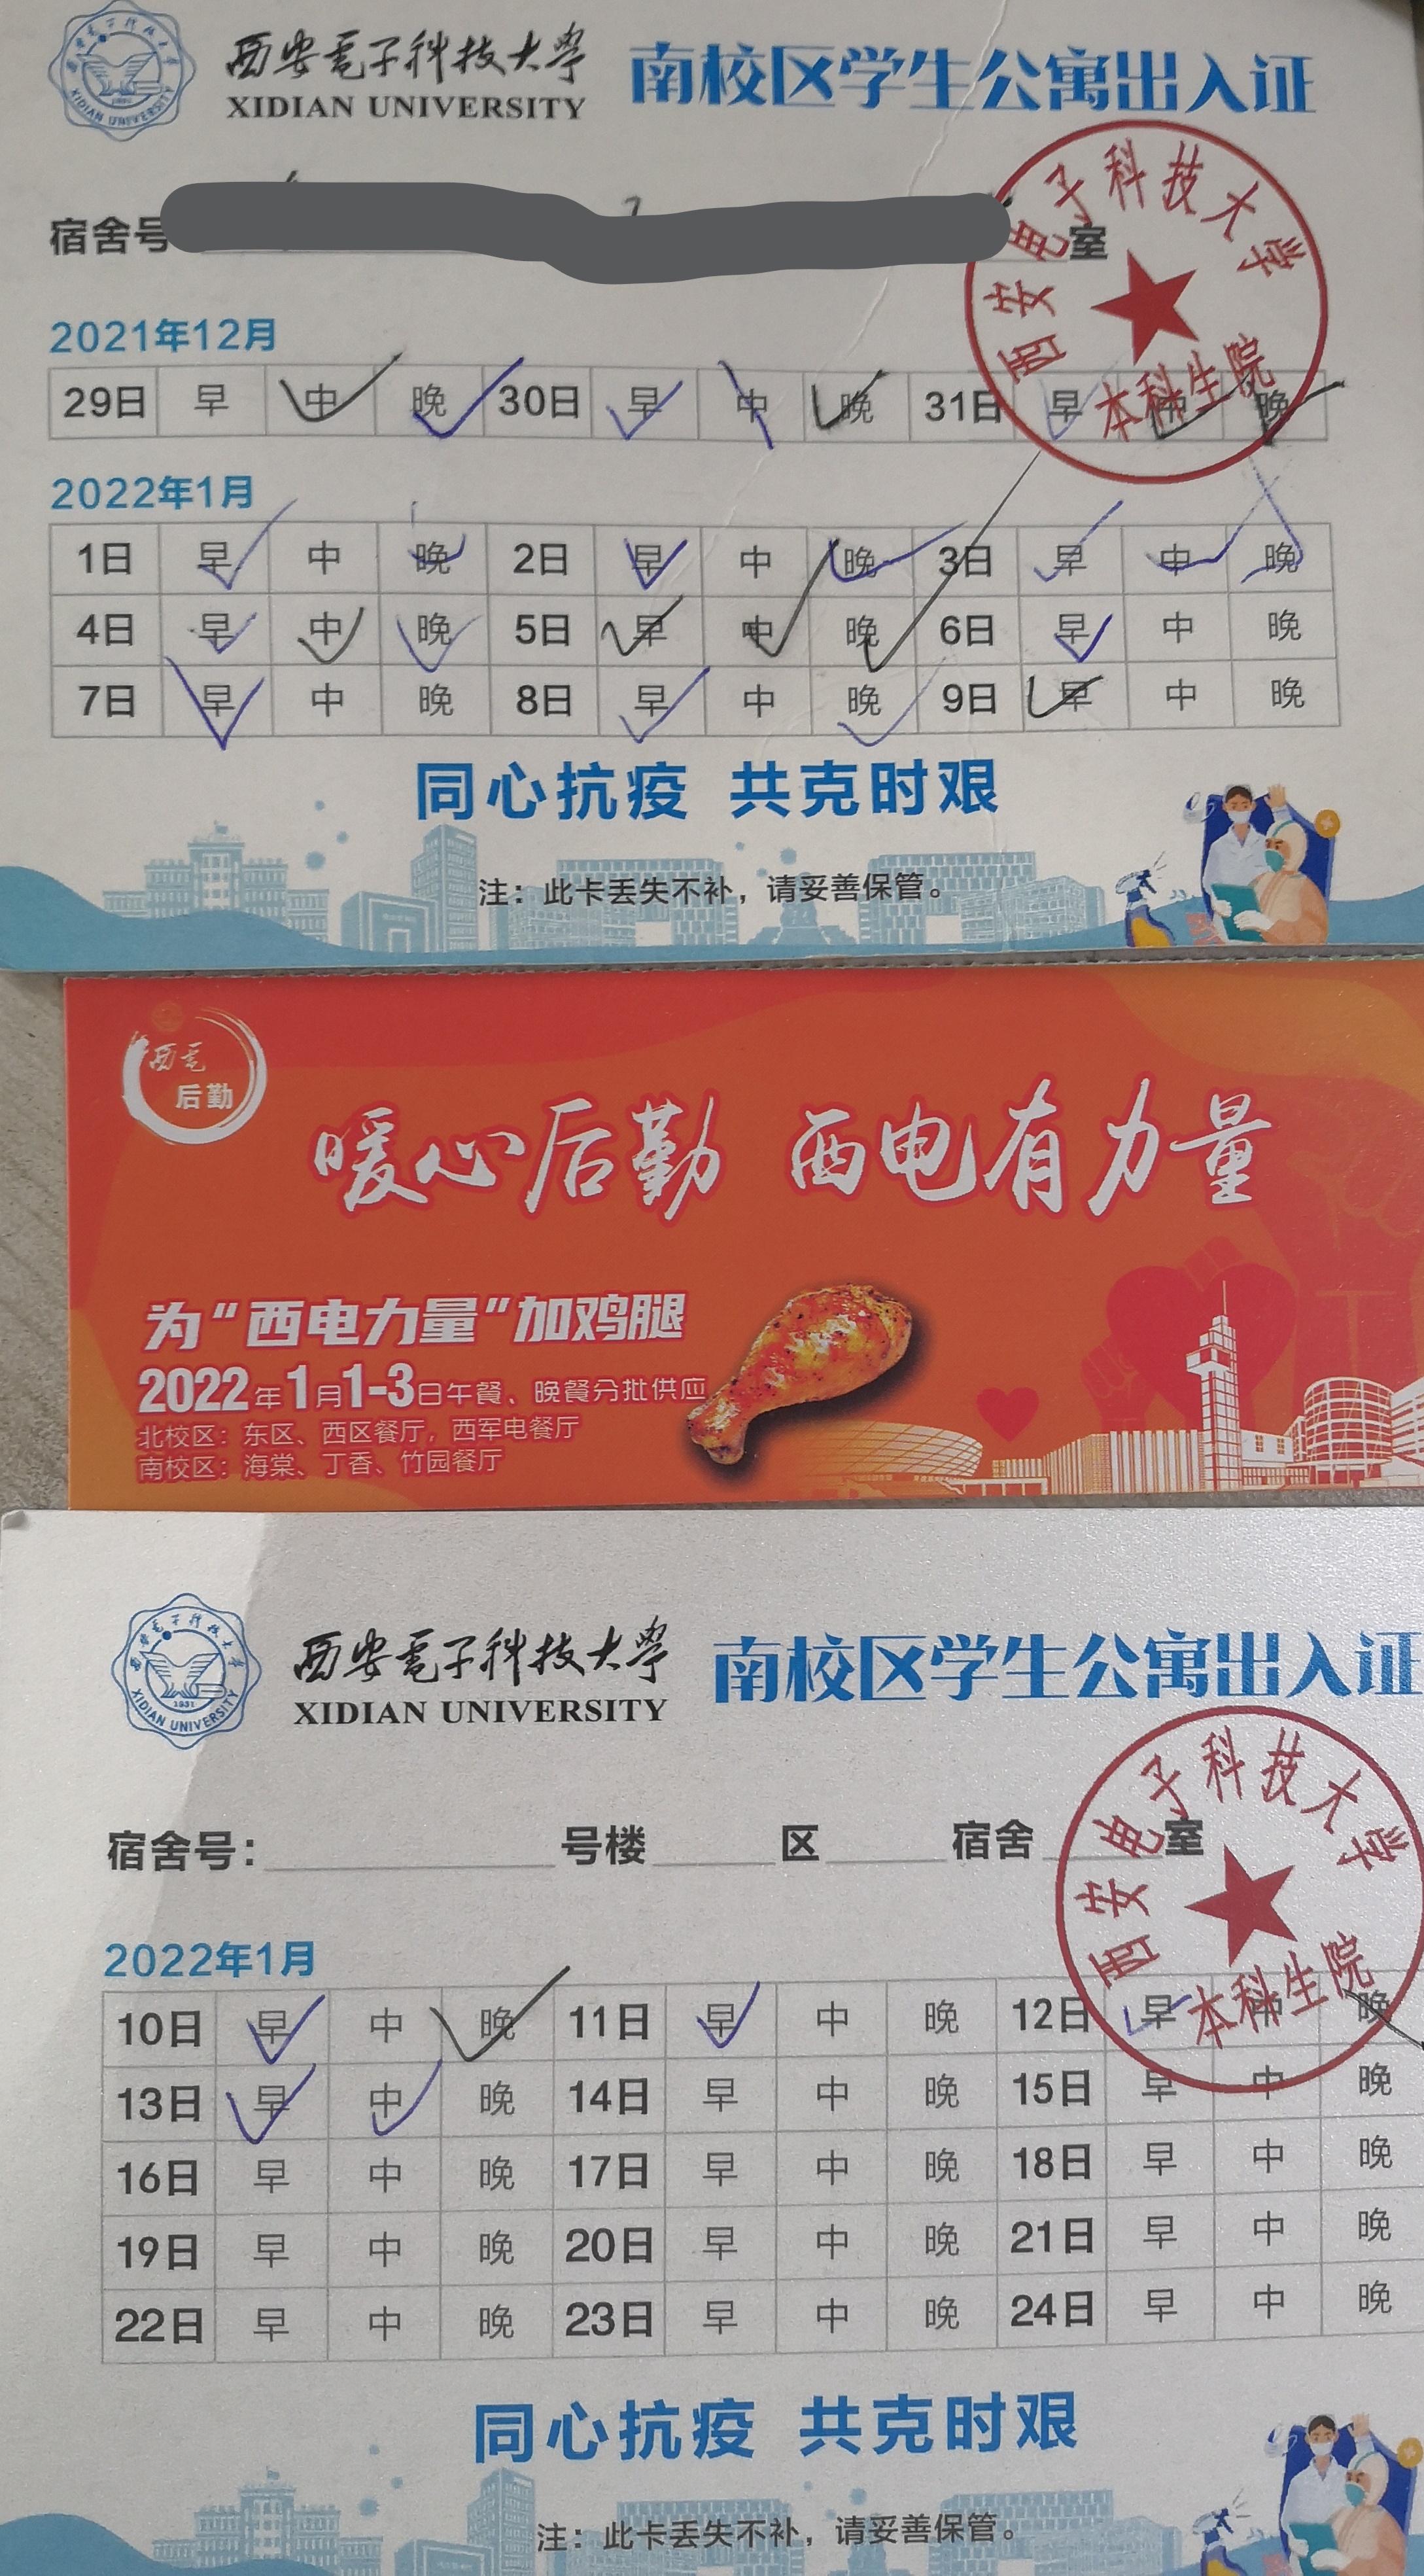 西安電子科技大學
XIDIAN UNIVERSITY
南校区学生公寓出入证
宿舍号
室
西安电子科技大学
本科生院
2021年12月
29日 早 中 晚 30日 早 中 晚 31日 早 中 晚
2022年1月
1日 早 中 晚 2日 早 中 晚 3日 早 中 晚
4日 早 中 晚 5日 早 中 晚 6日 早 中 晚
7日 早 中 晚 8日 早 中 晚 9日 早 中 晚
同心抗疫 共克时艰
注：此卡丢失不补，请妥善保管。
西電
后勤
暖心后勤 西电有力量
为“西电力量”加鸡腿
2022年1月1-3日午餐、晚餐分批供应
北校区：东区、西区餐厅，西军电餐厅
南校区：海棠、丁香、竹园餐厅
西安電子科技大學
XIDIAN UNIVERSITY
1931
西安電子科技大學
XIDIAN UNIVERSITY
南校区学生公寓出入证
宿舍号： 号楼 区 宿舍 室
西安电子科技大学
本科生院
2022年1月
10日 早 中 晚 11日 早 中 晚 12日 早 中 晚
13日 早 中 晚 14日 早 中 晚 15日 早 中 晚
16日 早 中 晚 17日 早 中 晚 18日 早 中 晚
19日 早 中 晚 20日 早 中 晚 21日 早 中 晚
22日 早 中 晚 23日 早 中 晚 24日 早 中 晚
同心抗疫 共克时艰
注：此卡丢失不补，请妥善保管。